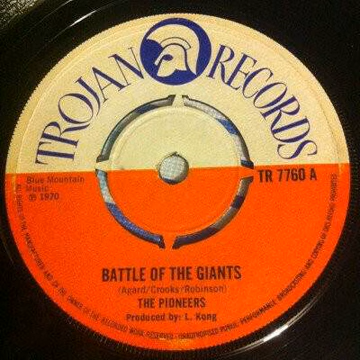 TROJAN RECORDS
Blue Mountain
Music
℗ 1970
TR 7760 A
BATTLE OF THE GIANTS
(Agard/Crooks/Robinson)
THE PIONEERS
Produced by: L. Kong